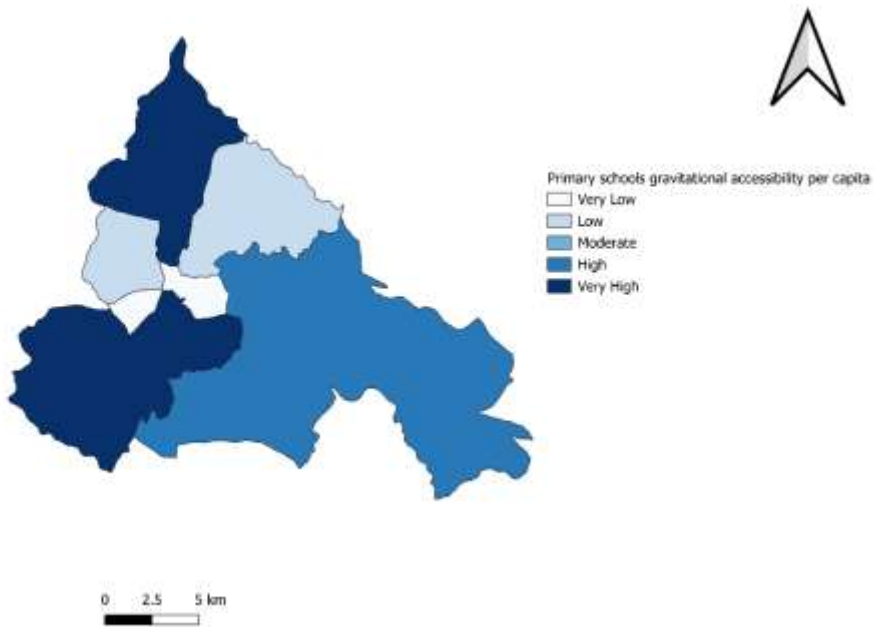 Primary schools gravitational accessibility per capita
Very Low
Low
Moderate
High
Very High
0 2.5 5 km